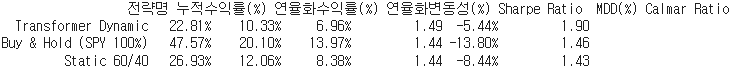 전략명 누적수익률(%) 연율화수익률(%) 연율화변동성(%) Sharpe Ratio MDD(%) Calmar Ratio
Transformer Dynamic 22.81% 10.33% 6.96% 1.49 -5.44% 1.90
Buy & Hold (SPY 100%) 47.57% 20.10% 13.97% 1.44 -13.80% 1.46
Static 60/40 26.93% 12.06% 8.38% 1.44 -8.44% 1.43